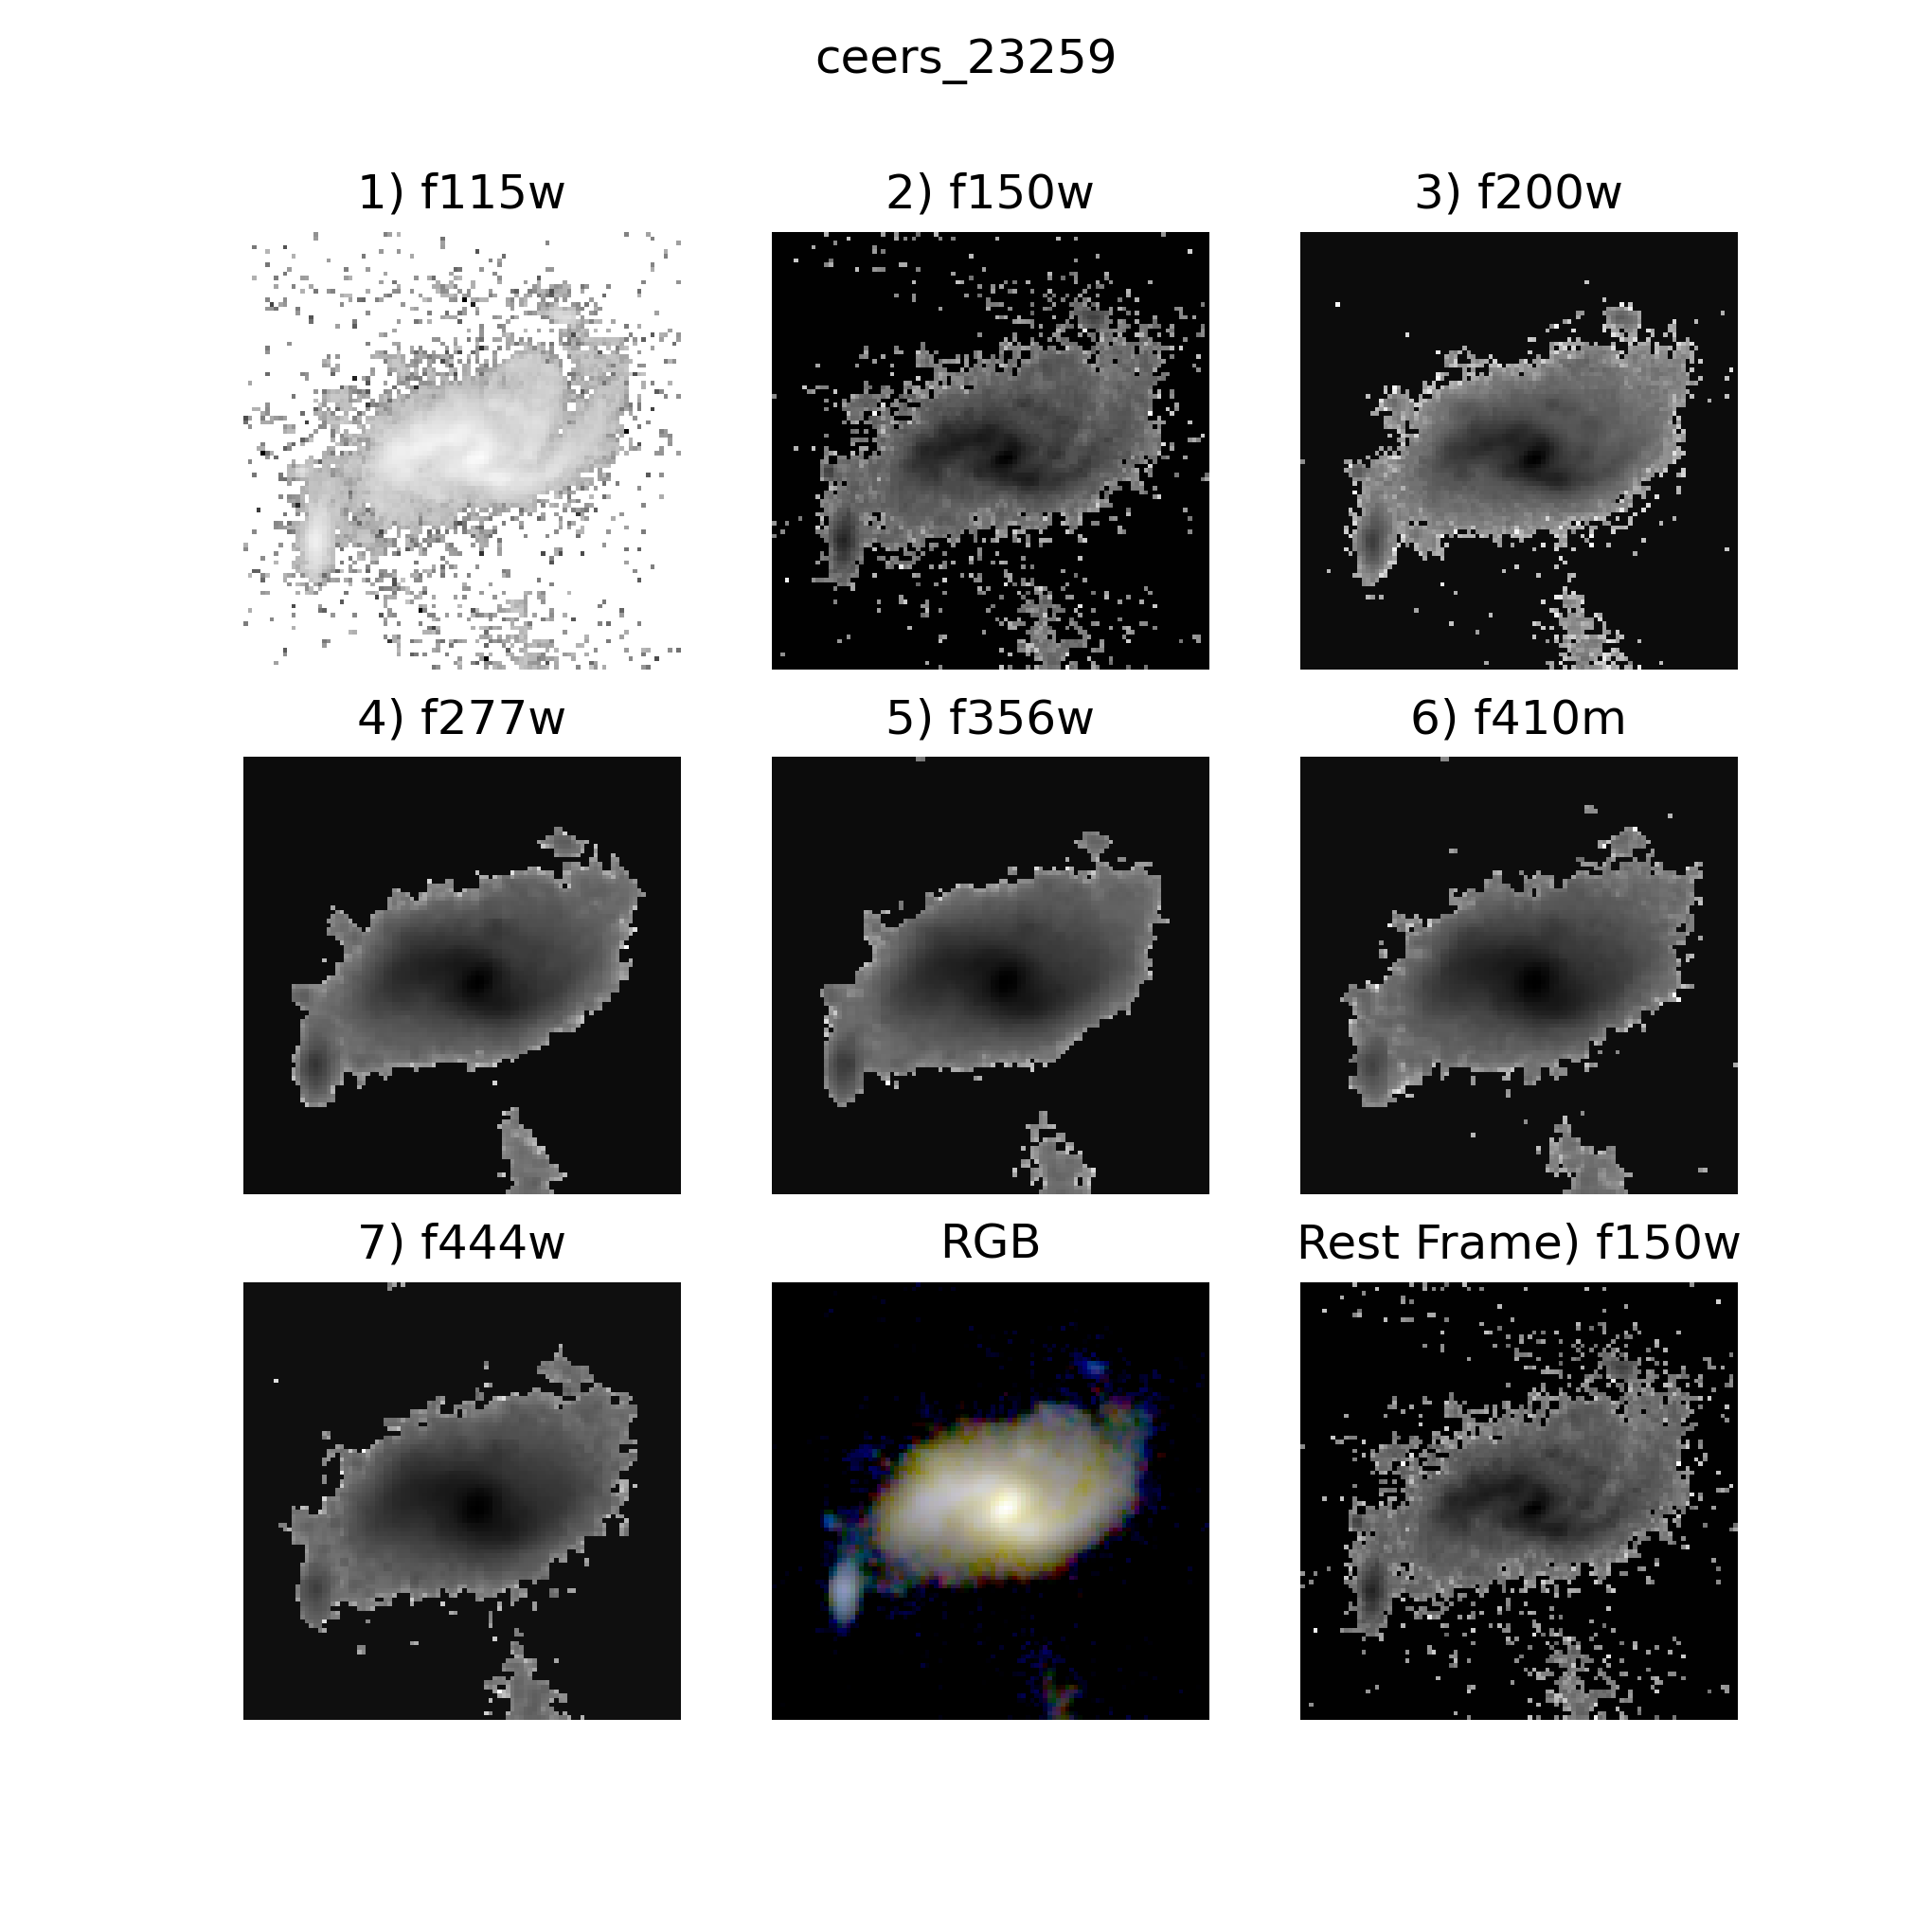 ceers_23259
1) f115w
2) f150w
3) f200w
4) f277w
5) f356w
6) f410m
7) f444w
RGB
Rest Frame) f150w